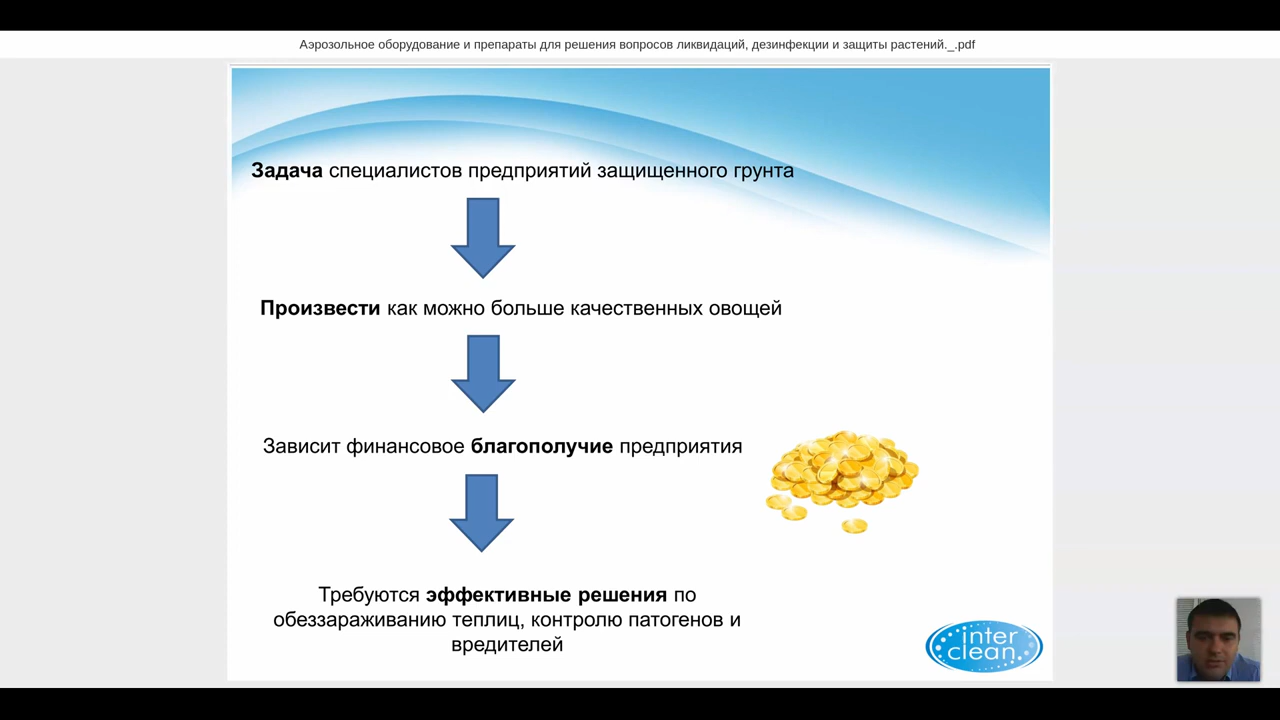 Аэрозольное оборудование и препараты для решения вопросов ликвидаций, дезинфекции и защиты растений._.pdf
Задача специалистов предприятий защищенного грунта
Произвести как можно больше качественных овощей
Зависит финансовое благополучие предприятия
Требуются эффективные решения по
обеззараживанию теплиц, контролю патогенов и
вредителей
inter
clean